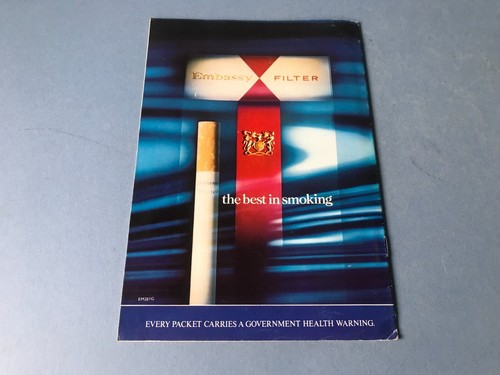 Embassy FILTER
the best in smoking
EVERY PACKET CARRIES A GOVERNMENT HEALTH WARNING.